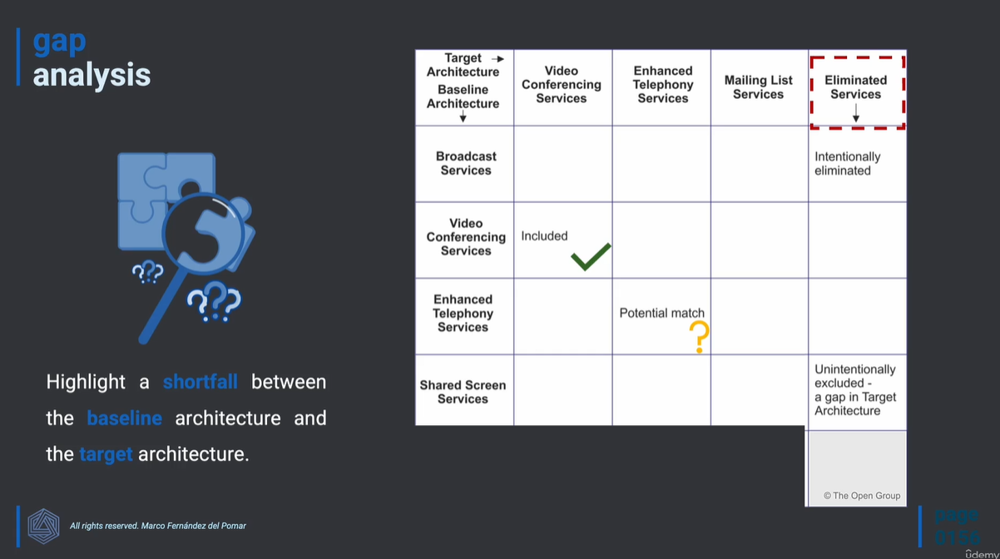 gap
analysis
Highlight a shortfall between
the baseline architecture and
the target architecture.
Target
Architecture
Baseline
Architecture
Video
Conferencing
Services
Enhanced
Telephony
Services
Mailing List
Services
Eliminated
Services
Broadcast
Services
Intentionally
eliminated
Video
Conferencing
Services
Included
Enhanced
Telephony
Services
Potential match
?
Shared Screen
Services
Unintentionally
excluded -
a gap in Target
Architecture
© The Open Group
???
???
All rights reserved. Marco Fernández del Pomar
page
0156
ûdemy